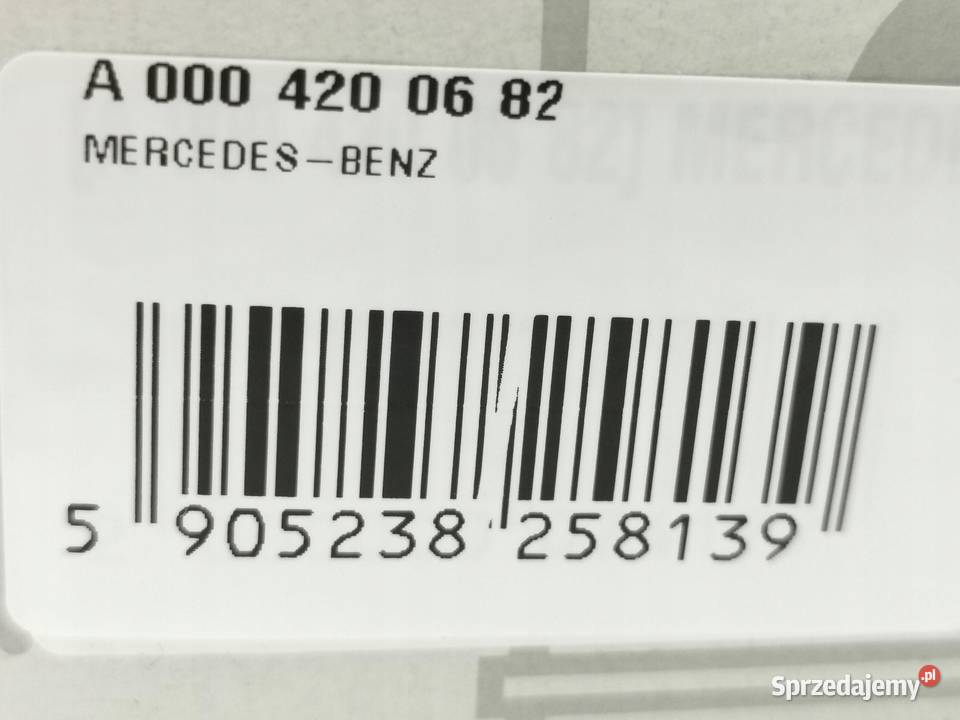 A 000 420 06 82
MERCEDES-BENZ
5 905238 258139
Sprzedajemy.pl